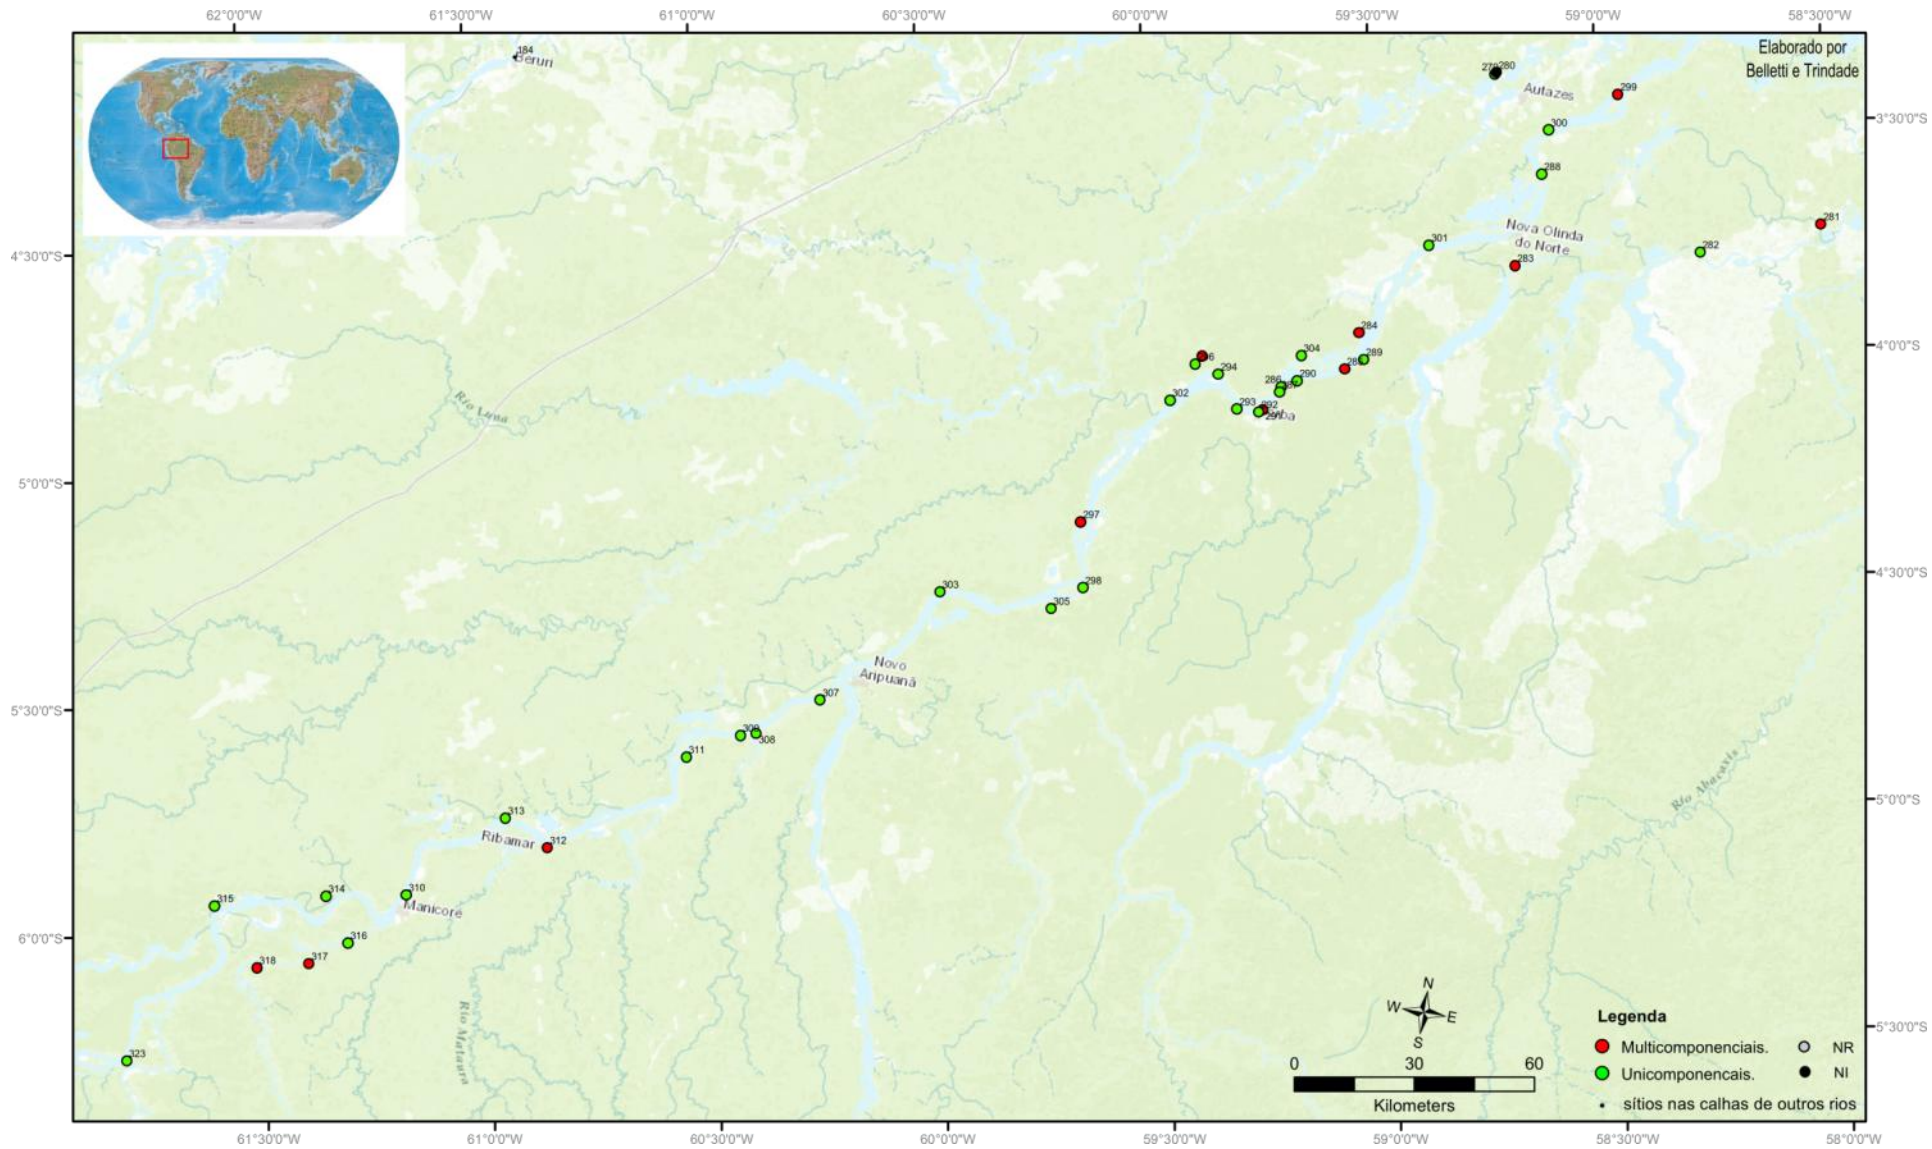 62°0'0"W
61°30'0"W
61°0'0"W
60°30'0"W
60°0'0"W
59°30'0"W
59°0'0"W
58°30'0"W
Elaborado por
Belletti e Trindade
184
Beruri
280
Autazes
299
300
288
281
282
301
Nova Olinda
do Norte
283
284
304
289
290
286
294
302
293
292
297
298
305
303
Novo
Aripuanã
307
308
311
313
Ribamar
312
310
Manicoré
314
315
316
317
318
323
Rio Luna
Rio Mataura
Rio Abacaxis
3°30'0"S
4°0'0"S
4°30'0"S
5°0'0"S
5°30'0"S
4°30'0"S
5°0'0"S
5°30'0"S
6°0'0"S
N
W
E
S
0
30
60
Kilometers
Legenda
Multicomponenciais.
NR
Unicomponencais.
NI
sítios nas calhas de outros rios
61°30'0"W
61°0'0"W
60°30'0"W
60°0'0"W
59°30'0"W
59°0'0"W
58°30'0"W
58°0'0"W